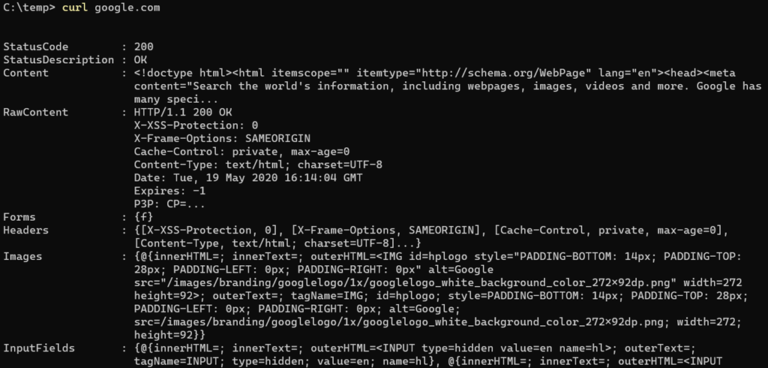 C:\temp> curl google.com
StatusCode : 200
StatusDescription : OK
Content : <!doctype html><html itemscope="" itemtype="http://schema.org/WebPage" lang="en"><head><meta
content="Search the world's information, including webpages, images, videos and more. Google has
many speci...
RawContent : HTTP/1.1 200 OK
X-XSS-Protection: 0
X-Frame-Options: SAMEORIGIN
Cache-Control: private, max-age=0
Content-Type: text/html; charset=UTF-8
Date: Tue, 19 May 2020 16:14:04 GMT
Expires: -1
P3P: CP=...
Forms : {f}
Headers : {[X-XSS-Protection, 0], [X-Frame-Options, SAMEORIGIN], [Cache-Control, private, max-age=0],
[Content-Type, text/html; charset=UTF-8]...}
Images : {@{innerHTML=; innerText=; outerHTML=<IMG id=hplogo style="PADDING-BOTTOM: 14px; PADDING-TOP:
28px; PADDING-LEFT: 0px; PADDING-RIGHT: 0px" alt=Google
src="/images/branding/googlelogo/1x/googlelogo_white_background_color_272×92dp.png" width=272
height=92>; outerText=; tagName=IMG; id=hplogo; style=PADDING-BOTTOM: 14px; PADDING-TOP: 28px;
PADDING-LEFT: 0px; PADDING-RIGHT: 0px; alt=Google;
src=/images/branding/googlelogo/1x/googlelogo_white_background_color_272×92dp.png; width=272;
height=92}}
InputFields : {@{innerHTML=; innerText=; outerHTML=<INPUT type=hidden value=en name=hl>; outerText=;
tagName=INPUT; type=hidden; value=en; name=hl}, @{innerHTML=; innerText=; outerHTML=<INPUT